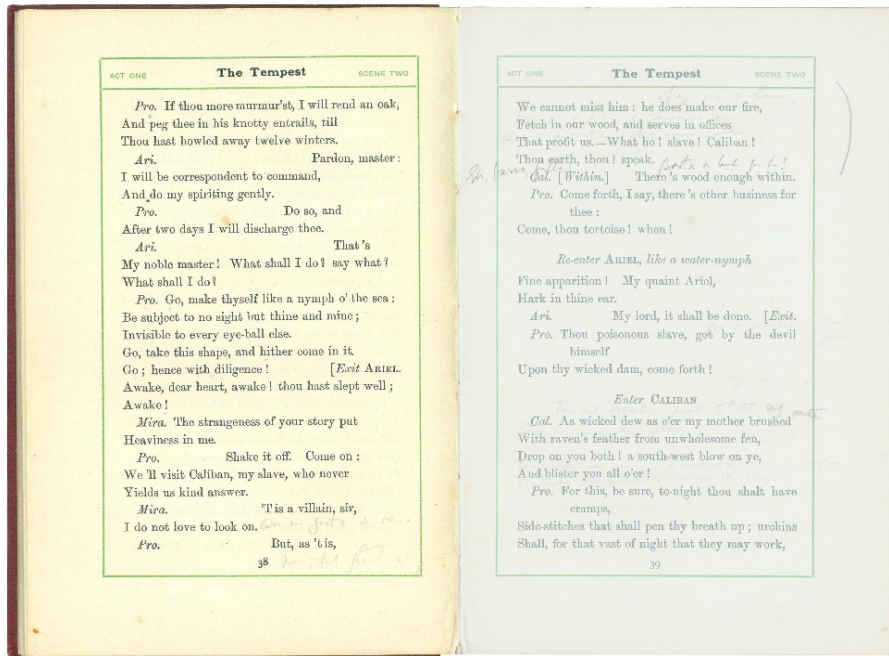 ACT ONE The Tempest SCENE TWO
Pro. If thou more murmur'st, I will rend an oak,
And peg thee in his knotty entrails, till
Thou hast howled away twelve winters.
Ari. Pardon, master:
I will be correspondent to command,
And do my spiriting gently.
Pro. Do so, and
After two days I will discharge thee.
Ari. That's
My noble master! What shall I do? say what?
What shall I do?
Pro. Go, make thyself like a nymph o' the sea:
Be subject to no sight but thine and mine;
Invisible to every eye-ball else.
Go, take this shape, and hither come in it.
Go; hence with diligence! [Exit ARIEL.
Awake, dear heart, awake! thou hast slept well;
Awake!
Mira. The strangeness of your story put
Heaviness in me.
Pro. Shake it off. Come on:
We'll visit Caliban, my slave, who never
Yields us kind answer.
Mira. 'Tis a villain, sir,
I do not love to look on.
Pro. But, as 'tis,
38
ACT ONE The Tempest SCENE TWO
We cannot miss him: he does make our fire,
Fetch in our wood, and serves in offices
That profit us.—What ho! slave! Caliban!
Thou earth, thou! speak.
Cal. [Within.] There's wood enough within.
Pro. Come forth, I say, there's other business for
thee:
Come, thou tortoise! when!
Re-enter ARIEL, like a water-nymph
Fine apparition! My quaint Ariel,
Hark in thine ear.
Ari. My lord, it shall be done. [Exit.
Pro. Thou poisonous slave, got by the devil
himself
Upon thy wicked dam, come forth!
Enter CALIBAN
Cal. As wicked dew as e'er my mother brushed
With raven's feather from unwholesome fen,
Drop on you both! a south-west blow on ye,
And blister you all o'er!
Pro. For this, be sure, to-night thou shalt have
cramps,
Side-stitches that shall pen thy breath up; urchins
Shall, for that vast of night that they may work,
39